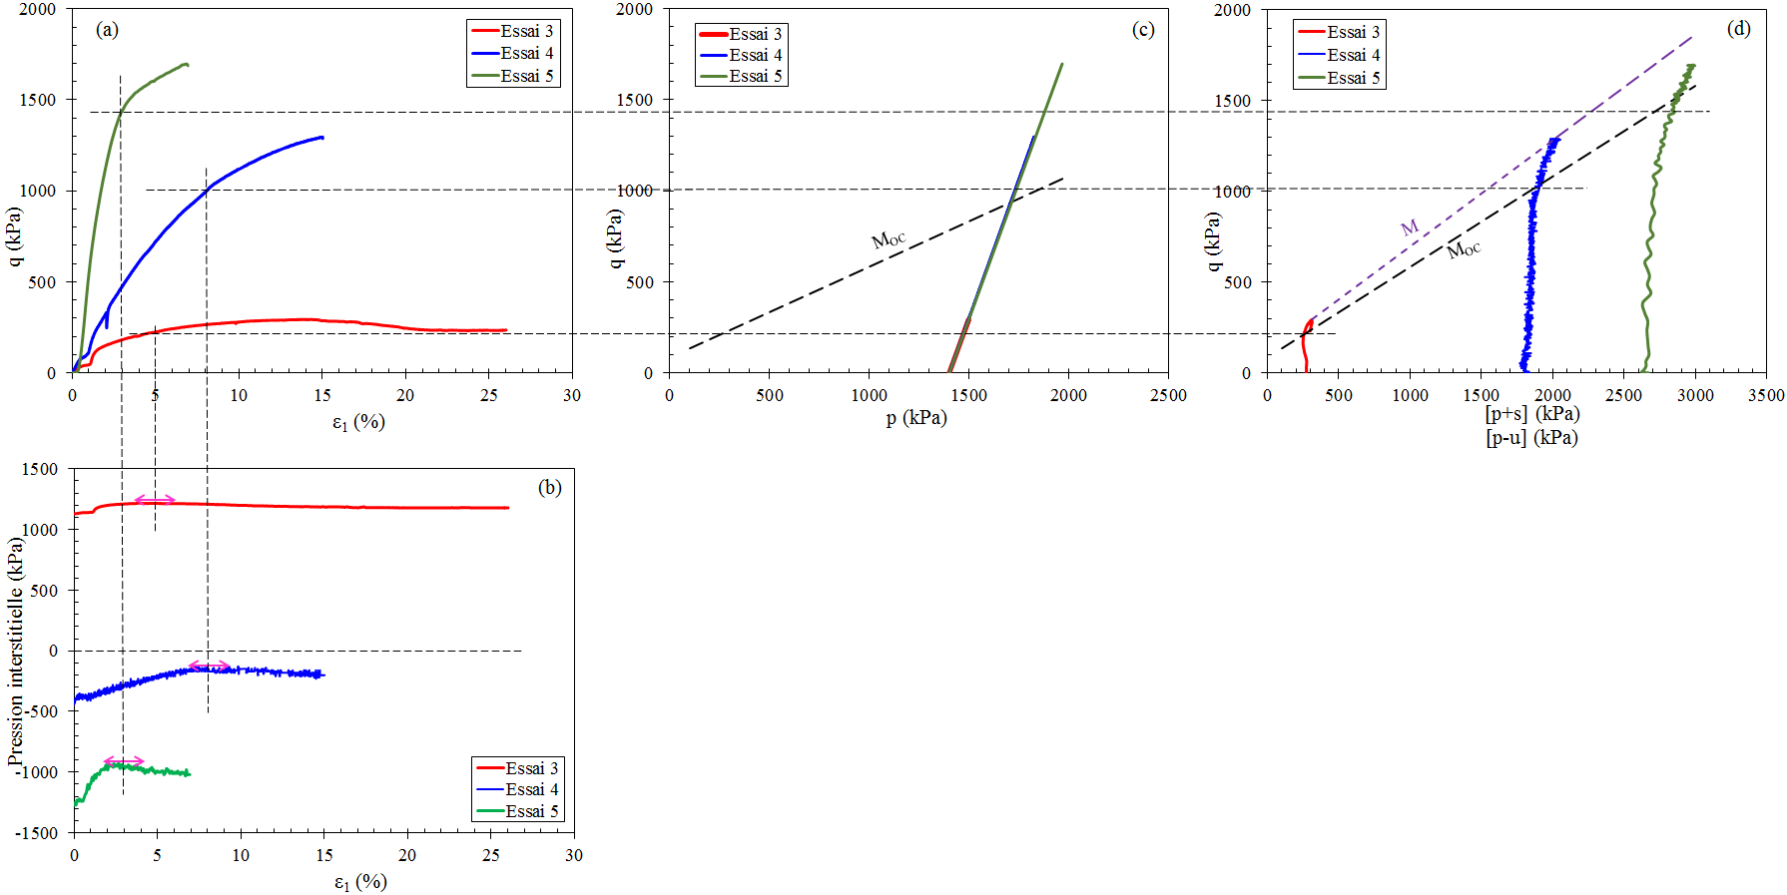 (a)
2000
1500
1000
500
0
q (kPa)
Essai 3
Essai 4
Essai 5
0 5 10 15 20 25 30
ε1 (%)
(c)
2000
1500
1000
500
0
q (kPa)
Essai 3
Essai 4
Essai 5
MOC
0 500 1000 1500 2000 2500
p (kPa)
(d)
2000
1500
1000
500
0
q (kPa)
Essai 3
Essai 4
Essai 5
M
MOC
0 500 1000 1500 2000 2500 3000 3500
[p+s] (kPa)
[p-u] (kPa)
(b)
1500
1000
500
0
-500
-1000
-1500
Pression interstitielle (kPa)
Essai 3
Essai 4
Essai 5
0 5 10 15 20 25 30
ε1 (%)